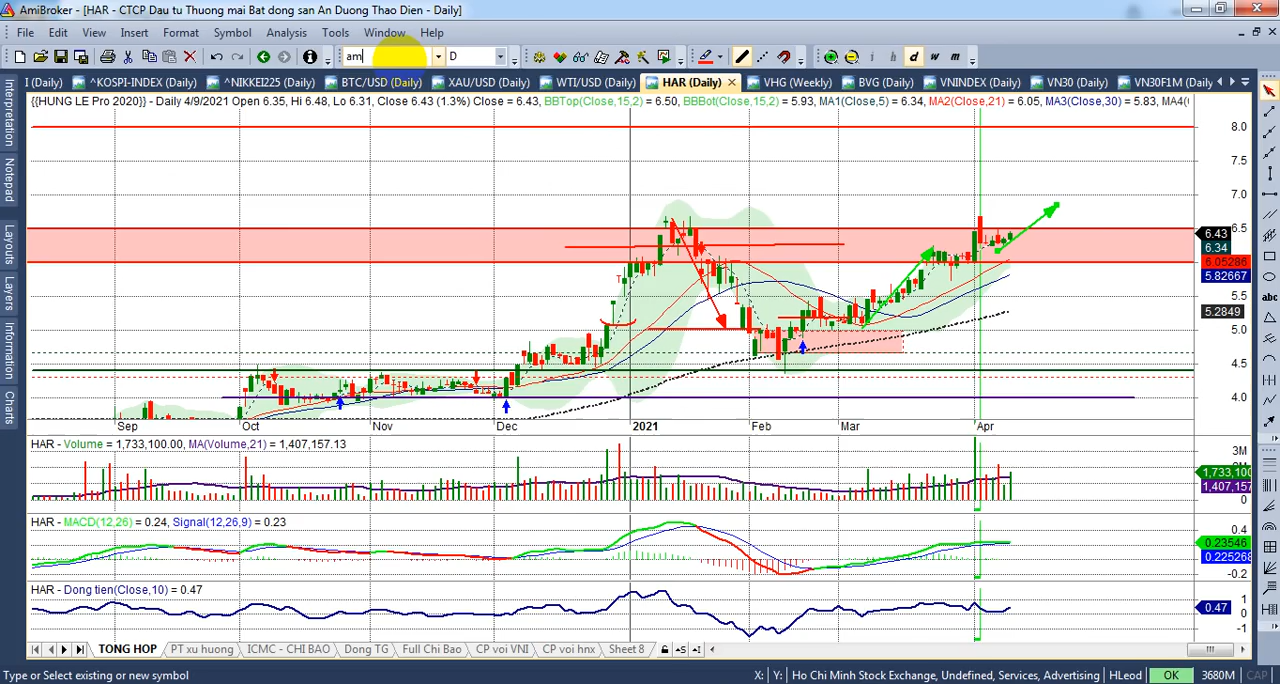 AmiBroker - [HAR - CTCP Dau tu Thuong mai Bat dong san An Duong Thao Dien - Daily]
File Edit View Insert Format Symbol Analysis Tools Window Help
am D i h d w m
I (Daily) ^KOSPI-INDEX (Daily) ^NIKKEI225 (Daily) BTC/USD (Daily) XAU/USD (Daily) WTI/USD (Daily) HAR (Daily) VHG (Weekly) BVG (Daily) VNINDEX (Daily) VN30 (Daily) VN30F1M (Daily)
{{HUNG LE Pro 2020}} - Daily 4/9/2021 Open 6.35, Hi 6.48, Lo 6.31, Close 6.43 (1.3%) Close = 6.43, BBTop(Close,15,2) = 6.50, BBBot(Close,15,2) = 5.93, MA1(Close,5) = 6.34, MA2(Close,21) = 6.05, MA3(Close,30) = 5.83, MA4(
Interpretation
Notepad
Layouts
Layers
Information
Charts
abc
8.0
7.5
7.0
6.5
6.43
6.34
6.05286
5.82667
5.5
5.2849
5.0
4.5
4.0
Sep Oct Nov Dec 2021 Feb Mar Apr
HAR - Volume = 1,733,100.00, MA(Volume,21) = 1,407,157.13
3M
1,733,100
1,407,157
0
HAR - MACD(12,26) = 0.24, Signal(12,26,9) = 0.23
0.4
0.23546
0.225268
-0.2
HAR - Dong tien(Close,10) = 0.47
1
0.47
0
-1
TONG HOP PT xu huong ICMC - CHI BAO Dong TG Full Chi Bao CP voi VNI CP voi hnx Sheet 8
Type or Select existing or new symbol X: Y: Ho Chi Minh Stock Exchange, Undefined, Services, Advertising HLeod OK 3680M CAP